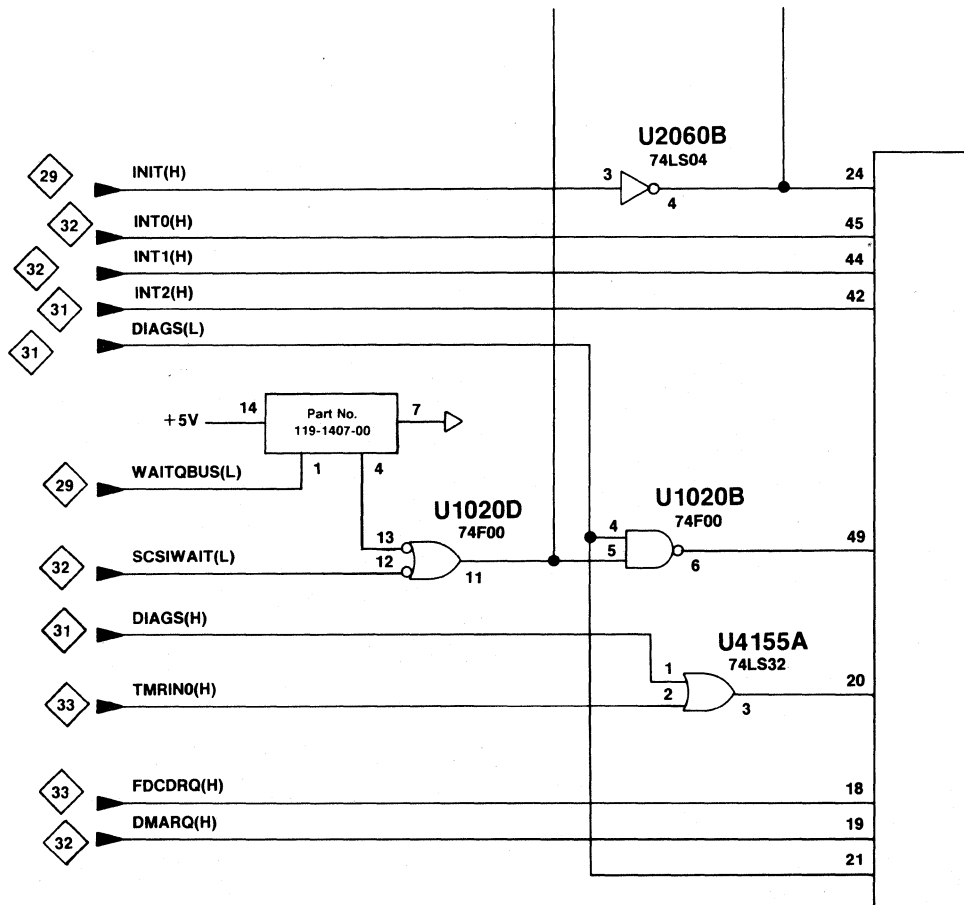 U2060B
74LS04
29
INIT(H)
3
4
24
32
INT0(H)
45
32
INT1(H)
44
31
INT2(H)
42
31
DIAGS(L)
+5V
14
Part No.
119-1407-00
7
1
4
29
WAITQBUS(L)
U1020D
74F00
13
12
11
U1020B
74F00
4
5
6
49
32
SCSIWAIT(L)
31
DIAGS(H)
U4155A
74LS32
1
2
3
20
33
TMRIN0(H)
33
FDCDRQ(H)
18
32
DMARQ(H)
19
21